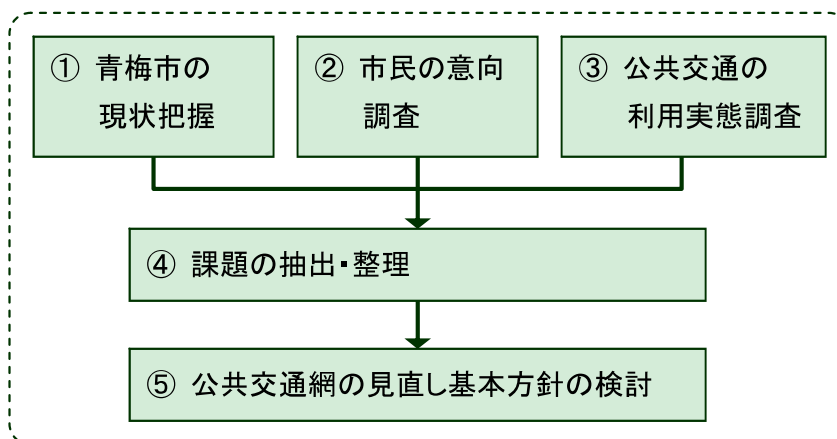 ① 青梅市の
現状把握
② 市民の意向
調査
③ 公共交通の
利用実態調査
④ 課題の抽出・整理
⑤ 公共交通網の見直し基本方針の検討